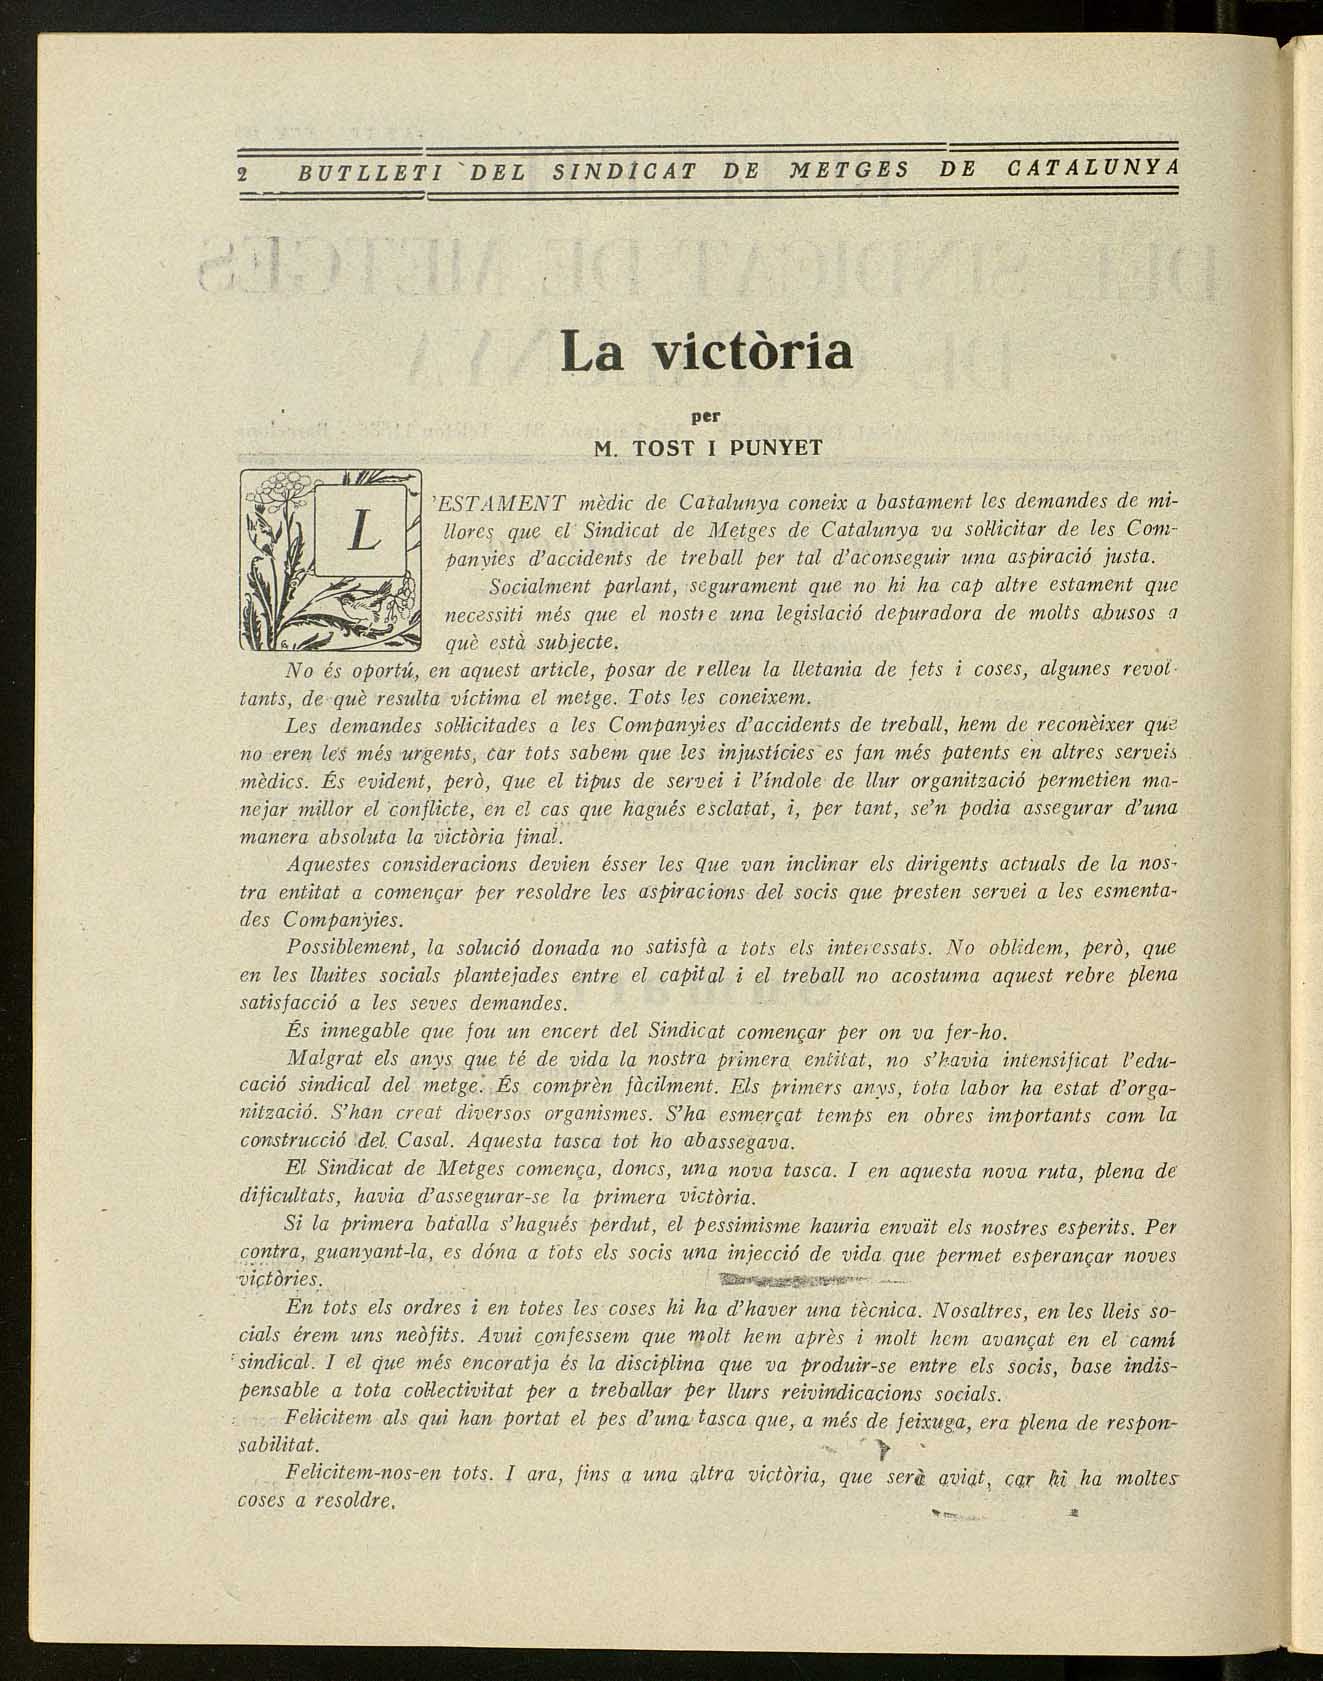 2 BUTLLETI DEL SINDICAT DE METGES DE CATALUNYA
La victòria
per
M. TOST I PUNYET
L'ESTAMENT mèdic de Catalunya coneix a bastament les demandes de mi-
llores que el Sindicat de Metges de Catalunya va sol·licitar de les Com-
panyies d'accidents de treball per tal d'aconseguir una aspiració justa.
Socialment parlant, segurament que no hi ha cap altre estament que
necessiti més que el nostre una legislació depuradora de molts abusos a
què està subjecte.
No és oportú, en aquest article, posar de relleu la lletania de fets i coses, algunes revol-
tants, de què resulta víctima el metge. Tots les coneixem.
Les demandes sol·licitades a les Companyies d'accidents de treball, hem de reconèixer que
no eren les més urgents, car tots sabem que les injustícies es fan més patents en altres serveis
mèdics. És evident, però, que el tipus de servei i l'índole de llur organització permetien ma-
nejar millor el conflicte, en el cas que hagués esclatat, i, per tant, se'n podia assegurar d'una
manera absoluta la victòria final.
Aquestes consideracions devien ésser les que van inclinar els dirigents actuals de la nos-
tra entitat a començar per resoldre les aspiracions del socis que presten servei a les esmenta-
des Companyies.
Possiblement, la solució donada no satisfà a tots els interessats. No oblidem, però, que
en les lluites socials plantejades entre el capital i el treball no acostuma aquest rebre plena
satisfacció a les seves demandes.
És innegable que fou un encert del Sindicat començar per on va fer-ho.
Malgrat els anys que té de vida la nostra primera entitat, no s'havia intensificat l'edu-
cació sindical del metge. És comprèn fàcilment. Els primers anys, tota labor ha estat d'orga-
nització. S'han creat diversos organismes. S'ha esmerçat temps en obres importants com la
construcció del Casal. Aquesta tasca tot ho abassegava.
El Sindicat de Metges comença, doncs, una nova tasca. I en aquesta nova ruta, plena de
dificultats, havia d'assegurar-se la primera victòria.
Si la primera batalla s'hagués perdut, el pessimisme hauria envaït els nostres esperits. Per
contra, guanyant-la, es dóna a tots els socis una injecció de vida que permet esperançar noves
victòries.
En tots els ordres i en totes les coses hi ha d'haver una tècnica. Nosaltres, en les lleis so-
cials érem uns neòfits. Avui confessem que molt hem après i molt hem avançat en el camí
sindical. I el que més encoratja és la disciplina que va produir-se entre els socis, base indis-
pensable a tota col·lectivitat per a treballar per llurs reivindicacions socials.
Felicitem als qui han portat el pes d'una tasca que, a més de feixuga, era plena de respon-
sabilitat.
Felicitem-nos-en tots. I ara, fins a una altra victòria, que serà aviat, car hi ha moltes
coses a resoldre.